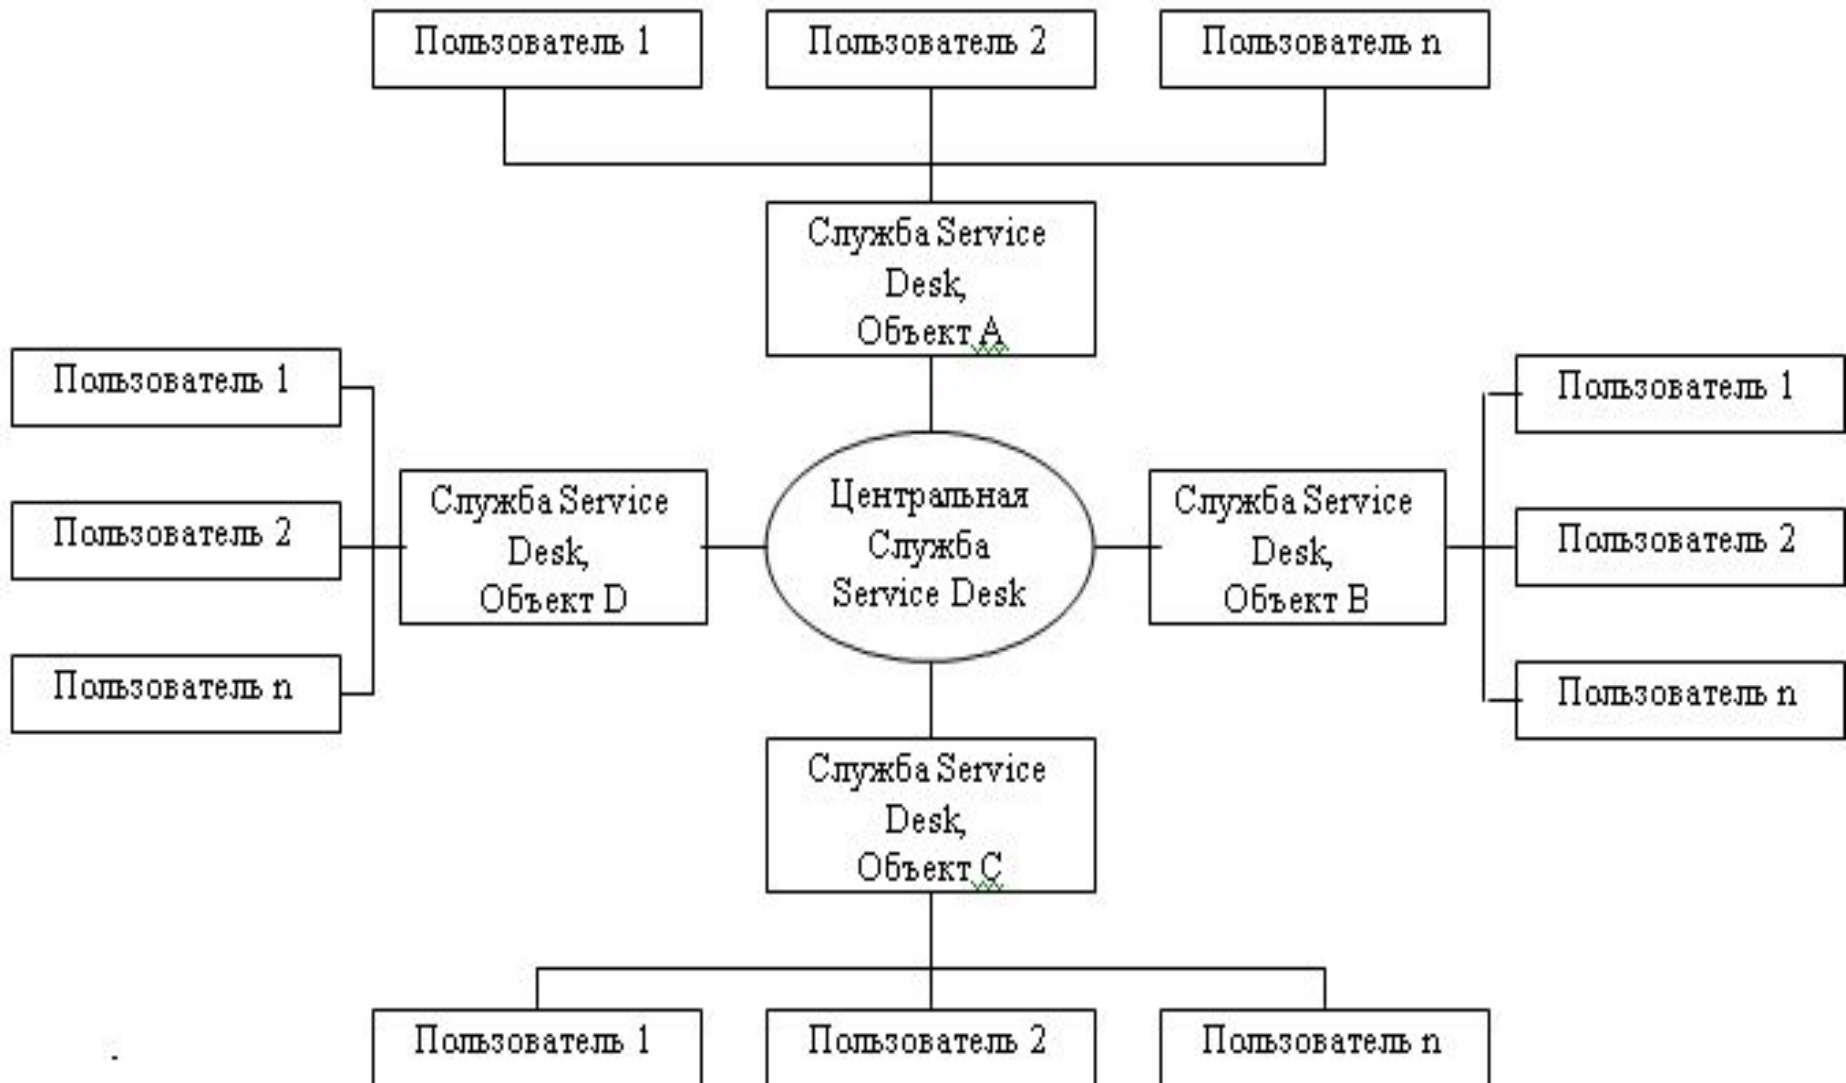 Пользователь 1
Пользователь 2
Пользователь n
Служба Service
Desk,
Объект A
Пользователь 1
Пользователь 2
Пользователь n
Служба Service
Desk,
Объект D
Центральная
Служба
Service Desk
Служба Service
Desk,
Объект B
Пользователь 1
Пользователь 2
Пользователь n
Служба Service
Desk,
Объект C
Пользователь 1
Пользователь 2
Пользователь n